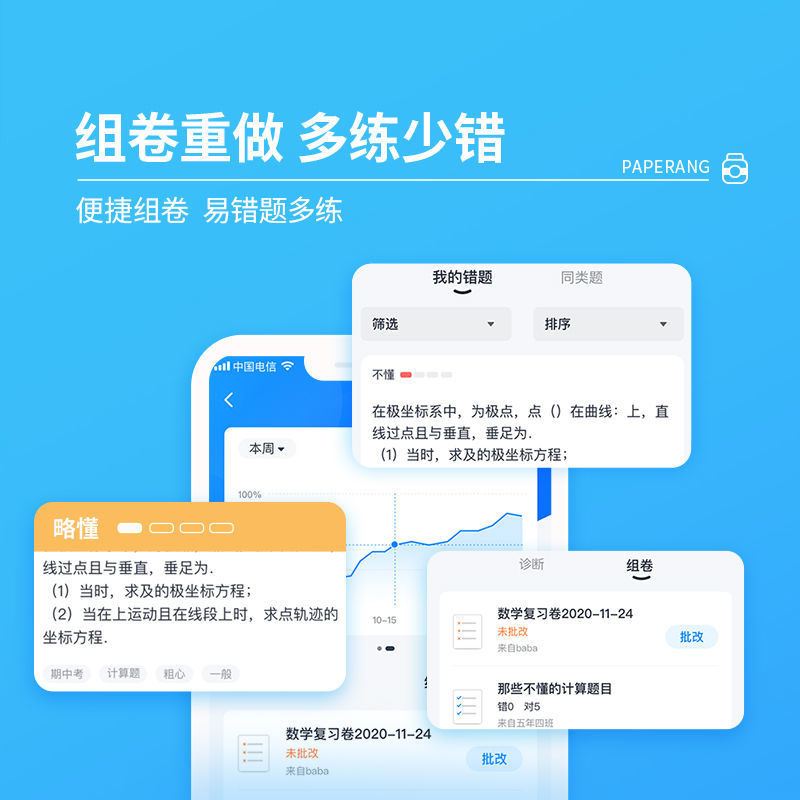 组卷重做 多练少错
PAPERANG
便捷组卷 易错题多练
我的错题 同类题
筛选 排序
不懂
在极坐标系中，为极点，点（）在曲线：上，直
线过点且与垂直，垂足为.
（1）当时，求及的极坐标方程；
中国电信
本周
100%
10-15
略懂
线过点且与垂直，垂足为.
（1）当时，求及的极坐标方程；
（2）当在上运动且在线段上时，求点轨迹的
坐标方程.
期中考 计算题 粗心 一般
诊断 组卷
数学复习卷2020-11-24
未批改
来自baba
批改
那些不懂的计算题目
错0 对5
来自五年四班
数学复习卷2020-11-24
未批改
来自baba
批改